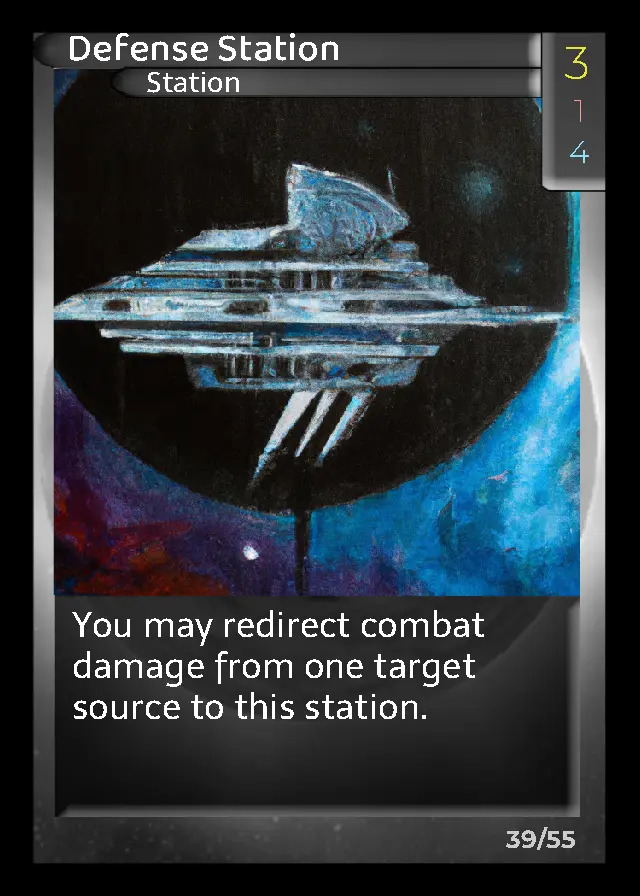 Defense Station
Station
3
1
4
You may redirect combat
damage from one target
source to this station.
39/55